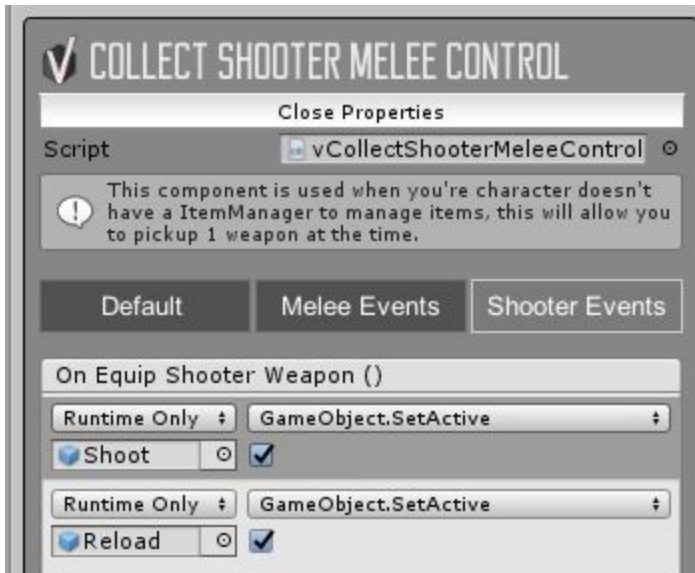 COLLECT SHOOTER MELEE CONTROL
Close Properties
Script vCollectShooterMeleeControl
This component is used when you're character doesn't
have a ItemManager to manage items, this will allow you
to pickup 1 weapon at the time.
Default Melee Events Shooter Events
On Equip Shooter Weapon ()
Runtime Only GameObject.SetActive
Shoot
Runtime Only GameObject.SetActive
Reload